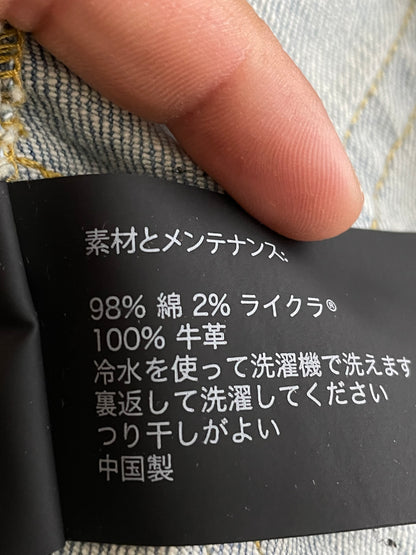 素材とメンテナンス:
98% 綿 2% ライクラ®
100% 牛革
冷水を使って洗濯機で洗えます
裏返して洗濯してください
つり干しがよい
中国製